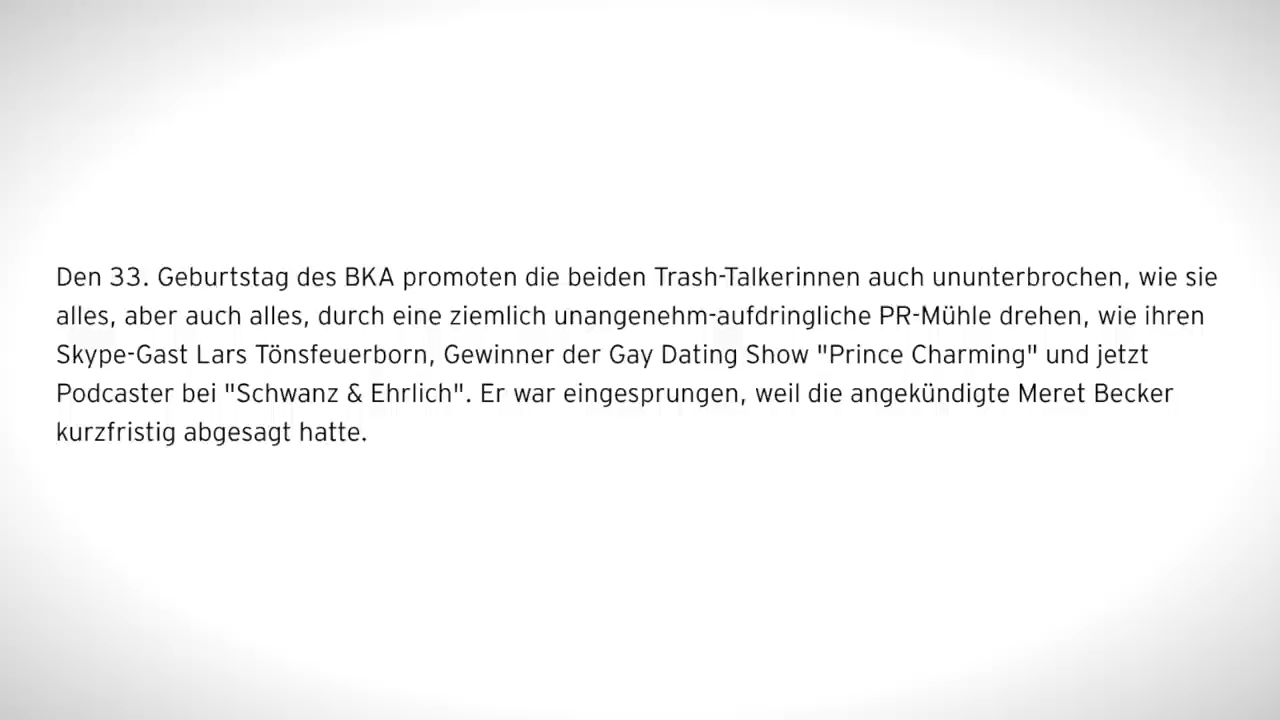 Den 33. Geburtstag des BKA promoten die beiden Trash-Talkerinnen auch ununterbrochen, wie sie
alles, aber auch alles, durch eine ziemlich unangenehm-aufdringliche PR-Mühle drehen, wie ihren
Skype-Gast Lars Tönsfeuerborn, Gewinner der Gay Dating Show "Prince Charming" und jetzt
Podcaster bei "Schwanz & Ehrlich". Er war eingesprungen, weil die angekündigte Meret Becker
kurzfristig abgesagt hatte.